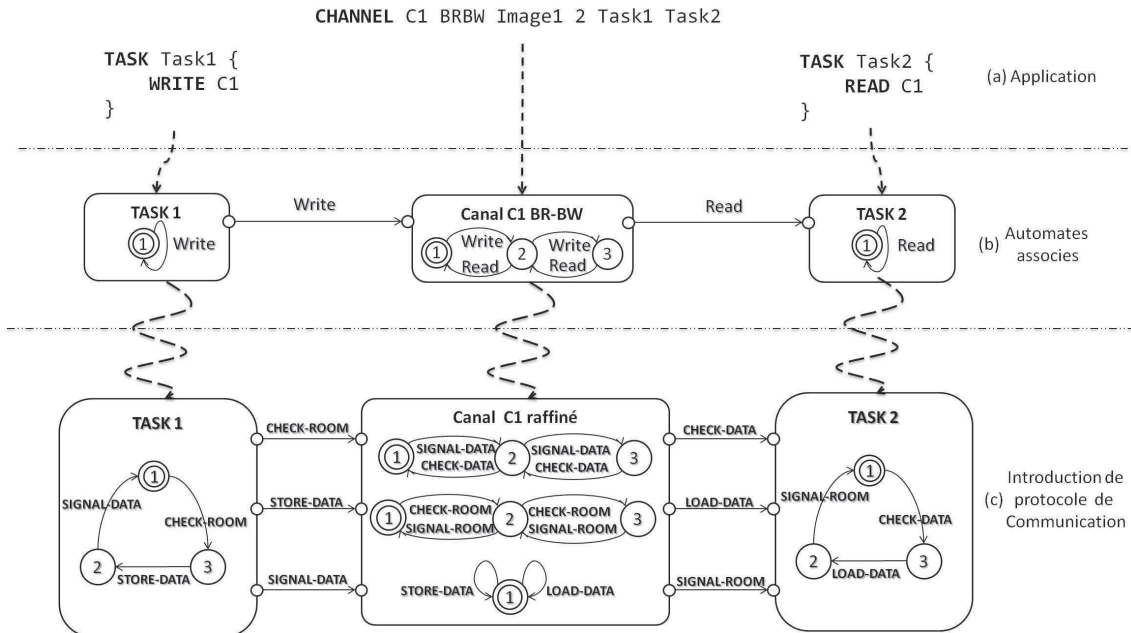 CHANNEL C1 BRBW Image1 2 Task1 Task2
TASK Task1 {
WRITE C1
}
TASK Task2 {
READ C1
}
(a) Application
TASK 1
1
Write
Write
Canal C1 BR-BW
1
Write
Read
2
Write
Read
3
Read
TASK 2
1
Read
(b) Automates
associes
TASK 1
1
SIGNAL-DATA
CHECK-ROOM
2
3
STORE-DATA
CHECK-ROOM
STORE-DATA
SIGNAL-DATA
Canal C1 raffiné
1
SIGNAL-DATA
CHECK-DATA
2
SIGNAL-DATA
CHECK-DATA
3
1
CHECK-ROOM
SIGNAL-ROOM
2
CHECK-ROOM
SIGNAL-ROOM
3
STORE-DATA
1
LOAD-DATA
CHECK-DATA
LOAD-DATA
SIGNAL-ROOM
TASK 2
1
SIGNAL-ROOM
CHECK-DATA
2
3
LOAD-DATA
Introduction de
(c) protocole de
Communication